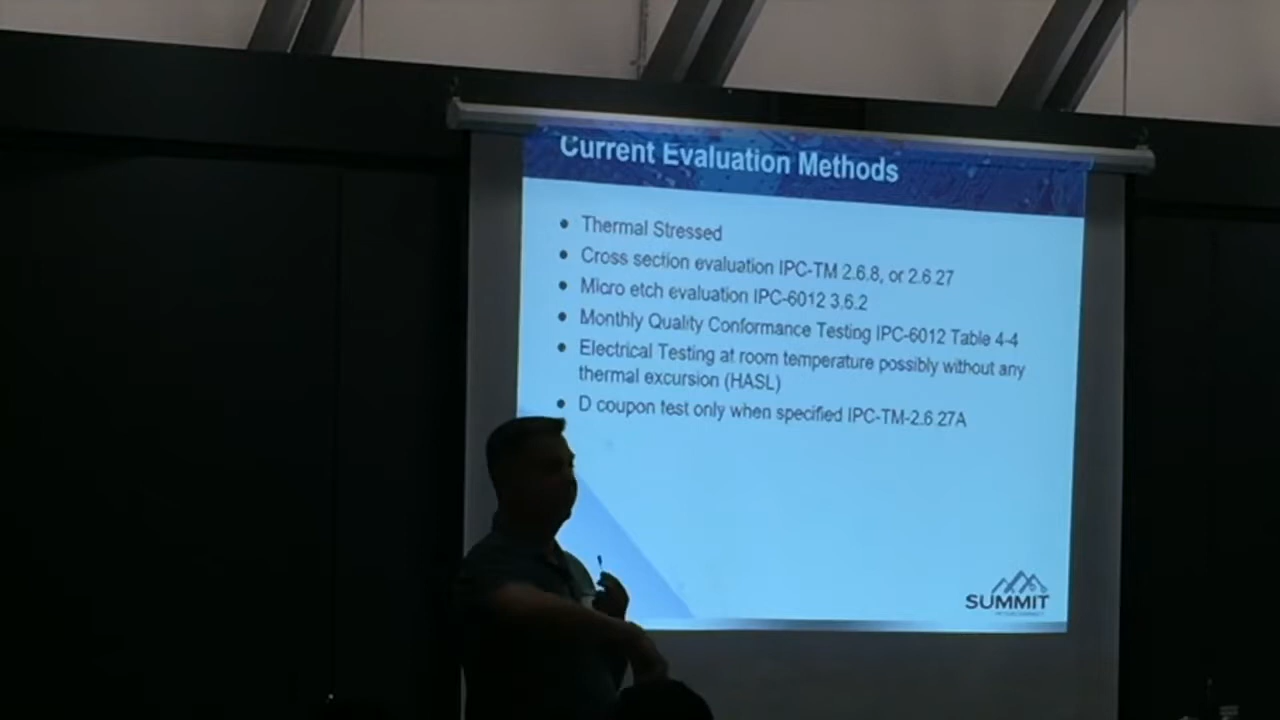 Current Evaluation Methods
• Thermal Stressed
• Cross section evaluation IPC-TM 2.6.8, or 2.6.27
• Micro etch evaluation IPC-6012 3.6.2
• Monthly Quality Conformance Testing IPC-6012 Table 4-4
• Electrical Testing at room temperature possibly without any
thermal excursion (HASL)
• D coupon test only when specified IPC-TM-2.6.27A
SUMMIT